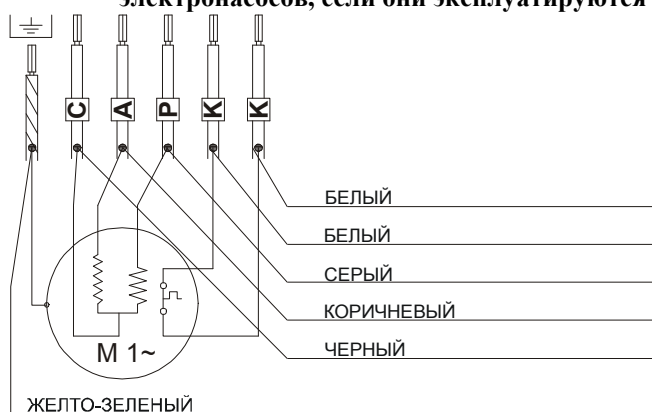 электронасосов, если они эксплуатируются
C A P K K
БЕЛЫЙ
БЕЛЫЙ
СЕРЫЙ
КОРИЧНЕВЫЙ
ЧЕРНЫЙ
M 1~
ЖЕЛТО-ЗЕЛЕНЫЙ